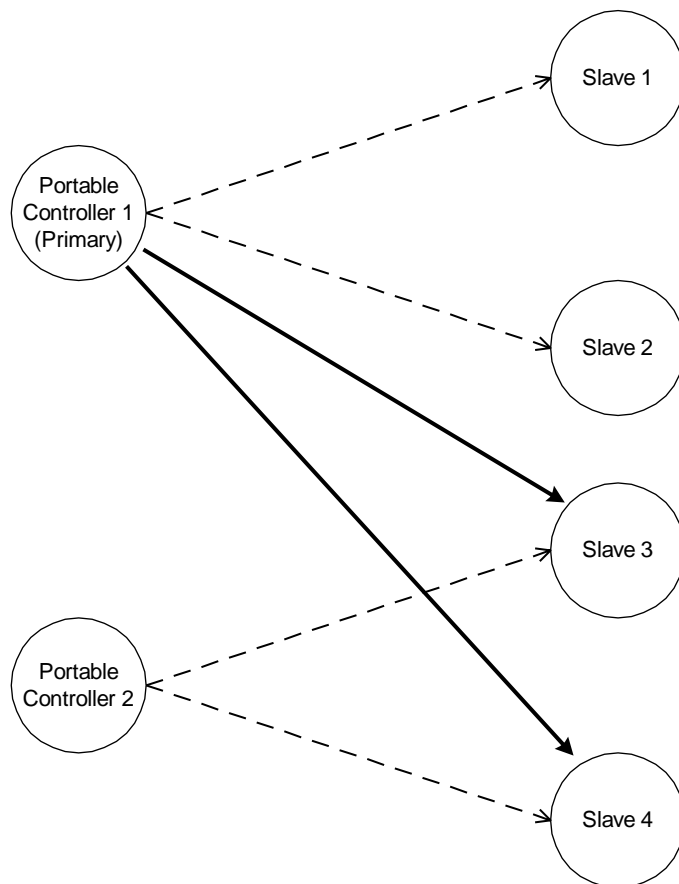 Slave 1
Portable
Controller 1
(Primary)
Slave 2
Slave 3
Portable
Controller 2
Slave 4